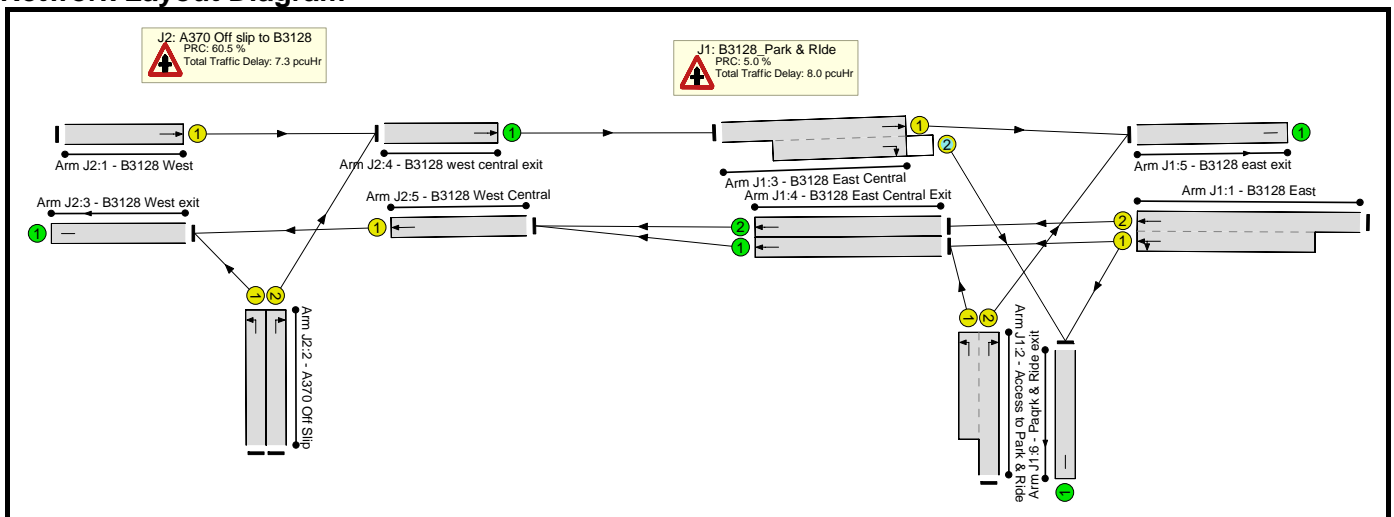 Network Layout Diagram
J2: A370 Off slip to B3128
PRC: 60.5 %
Total Traffic Delay: 7.3 pcuHr
J1: B3128_Park & RIde
PRC: 5.0 %
Total Traffic Delay: 8.0 pcuHr
1
1
1
2
1
Arm J2:1 - B3128 West
Arm J2:4 - B3128 west central exit
Arm J1:3 - B3128 East Central
Arm J1:5 - B3128 east exit
Arm J2:3 - B3128 West exit
Arm J2:5 - B3128 West Central
Arm J1:4 - B3128 East Central Exit
Arm J1:1 - B3128 East
1
1
2
1
2
1
1
2
Arm J2:2 - A370 Off Slip
1
2
Arm J1:2 - Access to Park & Ride
Arm J1:6 - Paqrk & Ride exit
1